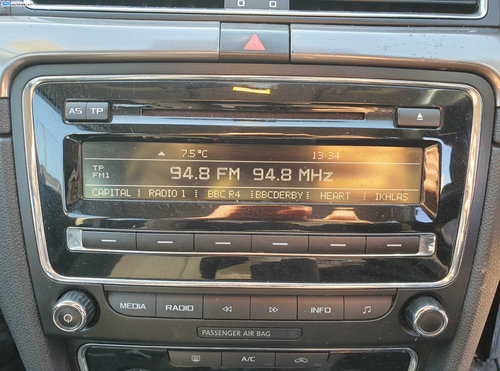 AS TP
7.5°C 13:34
TP
FM1
94.8 FM 94.8 MHz
CAPITAL RADIO 1 BBC R4 BBCDERBY HEART IKHLAS
MEDIA RADIO INFO
PASSENGER AIR BAG
A/C